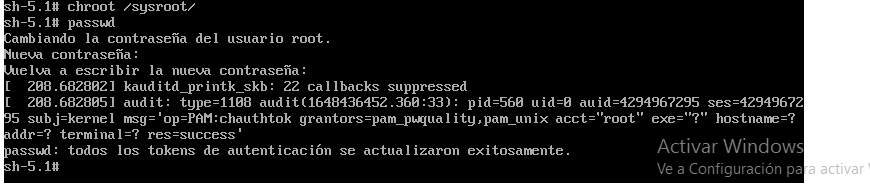 sh-5.1# chroot /sysroot/
sh-5.1# passwd
Cambiando la contraseña del usuario root.
Nueva contraseña:
Vuelva a escribir la nueva contraseña:
[  208.682802] kauditd_printk_skb: 22 callbacks suppressed
[  208.682805] audit: type=1108 audit(1648436452.360:33): pid=560 uid=0 auid=4294967295 ses=42949672
95 subj=kernel msg='op=PAM:chauthtok grantors=pam_pwquality,pam_unix acct="root" exe="?" hostname=?
addr=? terminal=? res=success'
passwd: todos los tokens de autenticación se actualizaron exitosamente.
sh-5.1#
Activar Windows
Ve a Configuración para activar